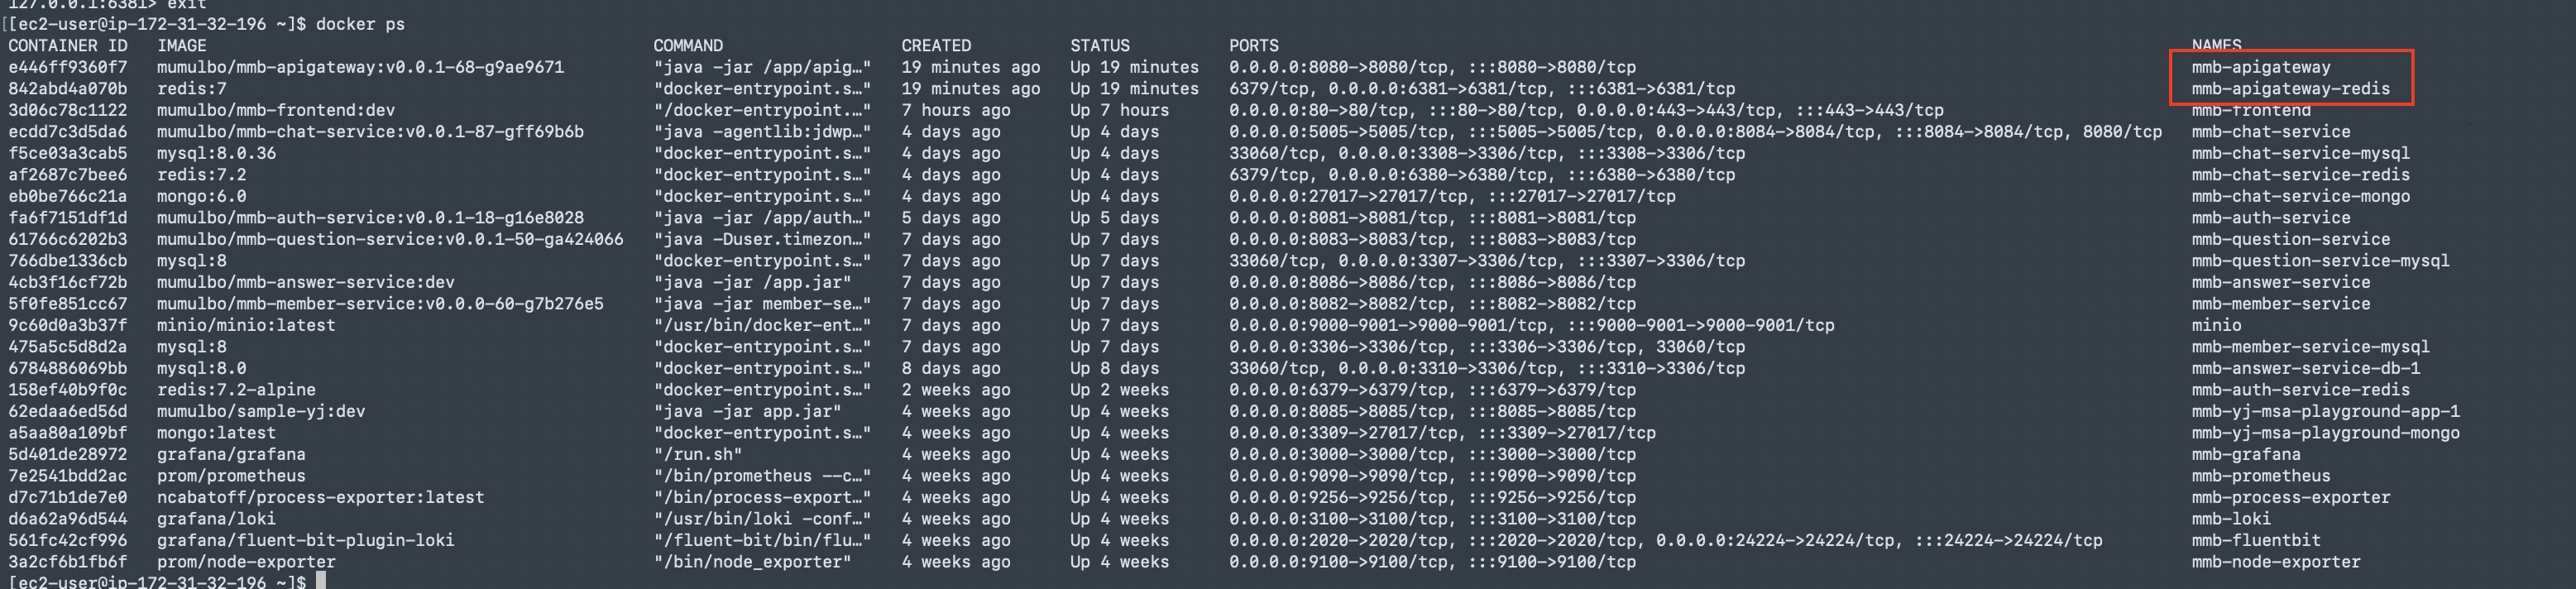 127.0.0.1:6381> exit
[[ec2-user@ip-172-31-32-196 ~]$ docker ps
CONTAINER ID   IMAGE   COMMAND   CREATED   STATUS   PORTS   NAMES
e446ff9360f7   mumulbo/mmb-apigateway:v0.0.1-68-g9ae9671   "java -jar /app/apig…"   19 minutes ago   Up 19 minutes   0.0.0.0:8080->8080/tcp, :::8080->8080/tcp   mmb-apigateway
842abd4a070b   redis:7   "docker-entrypoint.s…"   19 minutes ago   Up 19 minutes   6379/tcp, 0.0.0.0:6381->6381/tcp, :::6381->6381/tcp   mmb-apigateway-redis
3d06c78c1122   mumulbo/mmb-frontend:dev   "/docker-entrypoint.…"   7 hours ago   Up 7 hours   0.0.0.0:80->80/tcp, :::80->80/tcp, 0.0.0.0:443->443/tcp, :::443->443/tcp   mmb-frontend
ecdd7c3d5da6   mumulbo/mmb-chat-service:v0.0.1-87-gff69b6b   "java -agentlib:jdwp…"   4 days ago   Up 4 days   0.0.0.0:5005->5005/tcp, :::5005->5005/tcp, 0.0.0.0:8084->8084/tcp, :::8084->8084/tcp, 8080/tcp   mmb-chat-service
f5ce03a3cab5   mysql:8.0.36   "docker-entrypoint.s…"   4 days ago   Up 4 days   33060/tcp, 0.0.0.0:3308->3306/tcp, :::3308->3306/tcp   mmb-chat-service-mysql
af2687c7bee6   redis:7.2   "docker-entrypoint.s…"   4 days ago   Up 4 days   6379/tcp, 0.0.0.0:6380->6380/tcp, :::6380->6380/tcp   mmb-chat-service-redis
eb0be766c21a   mongo:6.0   "docker-entrypoint.s…"   4 days ago   Up 4 days   0.0.0.0:27017->27017/tcp, :::27017->27017/tcp   mmb-chat-service-mongo
fa6f7151df1d   mumulbo/mmb-auth-service:v0.0.1-18-g16e8028   "java -jar /app/auth…"   5 days ago   Up 5 days   0.0.0.0:8081->8081/tcp, :::8081->8081/tcp   mmb-auth-service
61766c6202b3   mumulbo/mmb-question-service:v0.0.1-50-ga424066   "java -Duser.timezon…"   7 days ago   Up 7 days   0.0.0.0:8083->8083/tcp, :::8083->8083/tcp   mmb-question-service
766dbe1336cb   mysql:8   "docker-entrypoint.s…"   7 days ago   Up 7 days   33060/tcp, 0.0.0.0:3307->3306/tcp, :::3307->3306/tcp   mmb-question-service-mysql
4cb3f16cf72b   mumulbo/mmb-answer-service:dev   "java -jar /app.jar"   7 days ago   Up 7 days   0.0.0.0:8086->8086/tcp, :::8086->8086/tcp   mmb-answer-service
5f0fe851cc67   mumulbo/mmb-member-service:v0.0.0-60-g7b276e5   "java -jar member-se…"   7 days ago   Up 7 days   0.0.0.0:8082->8082/tcp, :::8082->8082/tcp   mmb-member-service
9c60d0a3b37f   minio/minio:latest   "/usr/bin/docker-ent…"   7 days ago   Up 7 days   0.0.0.0:9000-9001->9000-9001/tcp, :::9000-9001->9000-9001/tcp   minio
475a5c5d8d2a   mysql:8   "docker-entrypoint.s…"   7 days ago   Up 7 days   0.0.0.0:3306->3306/tcp, :::3306->3306/tcp, 33060/tcp   mmb-member-service-mysql
6784886069bb   mysql:8.0   "docker-entrypoint.s…"   8 days ago   Up 8 days   33060/tcp, 0.0.0.0:3310->3306/tcp, :::3310->3306/tcp   mmb-answer-service-db-1
158ef40b9f0c   redis:7.2-alpine   "docker-entrypoint.s…"   2 weeks ago   Up 2 weeks   0.0.0.0:6379->6379/tcp, :::6379->6379/tcp   mmb-auth-service-redis
62edaa6ed56d   mumulbo/sample-yj:dev   "java -jar app.jar"   4 weeks ago   Up 4 weeks   0.0.0.0:8085->8085/tcp, :::8085->8085/tcp   mmb-yj-msa-playground-app-1
a5aa80a109bf   mongo:latest   "docker-entrypoint.s…"   4 weeks ago   Up 4 weeks   0.0.0.0:3309->27017/tcp, :::3309->27017/tcp   mmb-yj-msa-playground-mongo
5d401de28972   grafana/grafana   "/run.sh"   4 weeks ago   Up 4 weeks   0.0.0.0:3000->3000/tcp, :::3000->3000/tcp   mmb-grafana
7e2541bdd2ac   prom/prometheus   "/bin/prometheus --c…"   4 weeks ago   Up 4 weeks   0.0.0.0:9090->9090/tcp, :::9090->9090/tcp   mmb-prometheus
d7c71b1de7e0   ncabatoff/process-exporter:latest   "/bin/process-export…"   4 weeks ago   Up 4 weeks   0.0.0.0:9256->9256/tcp, :::9256->9256/tcp   mmb-process-exporter
d6a62a96d544   grafana/loki   "/usr/bin/loki -conf…"   4 weeks ago   Up 4 weeks   0.0.0.0:3100->3100/tcp, :::3100->3100/tcp   mmb-loki
561fc42cf996   grafana/fluent-bit-plugin-loki   "/fluent-bit/bin/flu…"   4 weeks ago   Up 4 weeks   0.0.0.0:2020->2020/tcp, :::2020->2020/tcp, 0.0.0.0:24224->24224/tcp, :::24224->24224/tcp   mmb-fluentbit
3a2cf6b1fb6f   prom/node-exporter   "/bin/node_exporter"   4 weeks ago   Up 4 weeks   0.0.0.0:9100->9100/tcp, :::9100->9100/tcp   mmb-node-exporter
[ec2-user@ip-172-31-32-196 ~]$